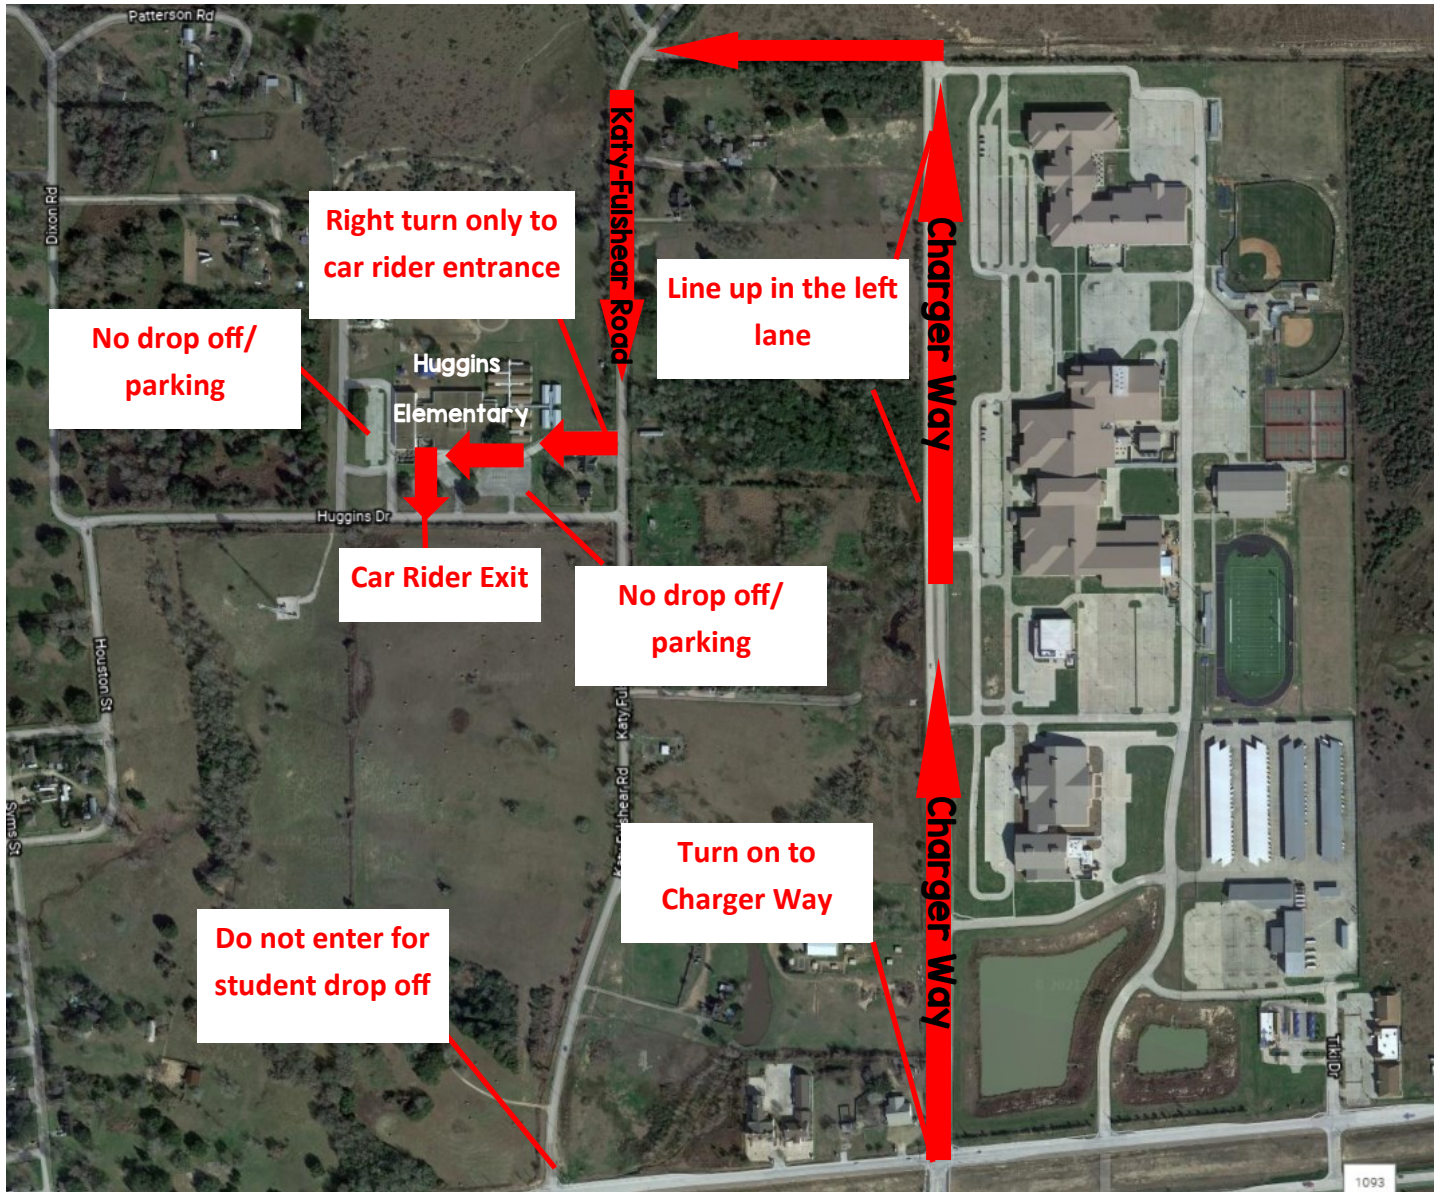 Patterson Rd
Dixon Rd
Katy-Fulshear Road
Right turn only to
car rider entrance
Charger Way
Line up in the left
lane
No drop off/
parking
Huggins
Elementary
Huggins Dr
Car Rider Exit
No drop off/
parking
Houston St
Katy Ful
Katy Fulshear Rd
Syms St
Turn on to
Charger Way
Charger Way
Do not enter for
student drop off
Tiki Dr
1093